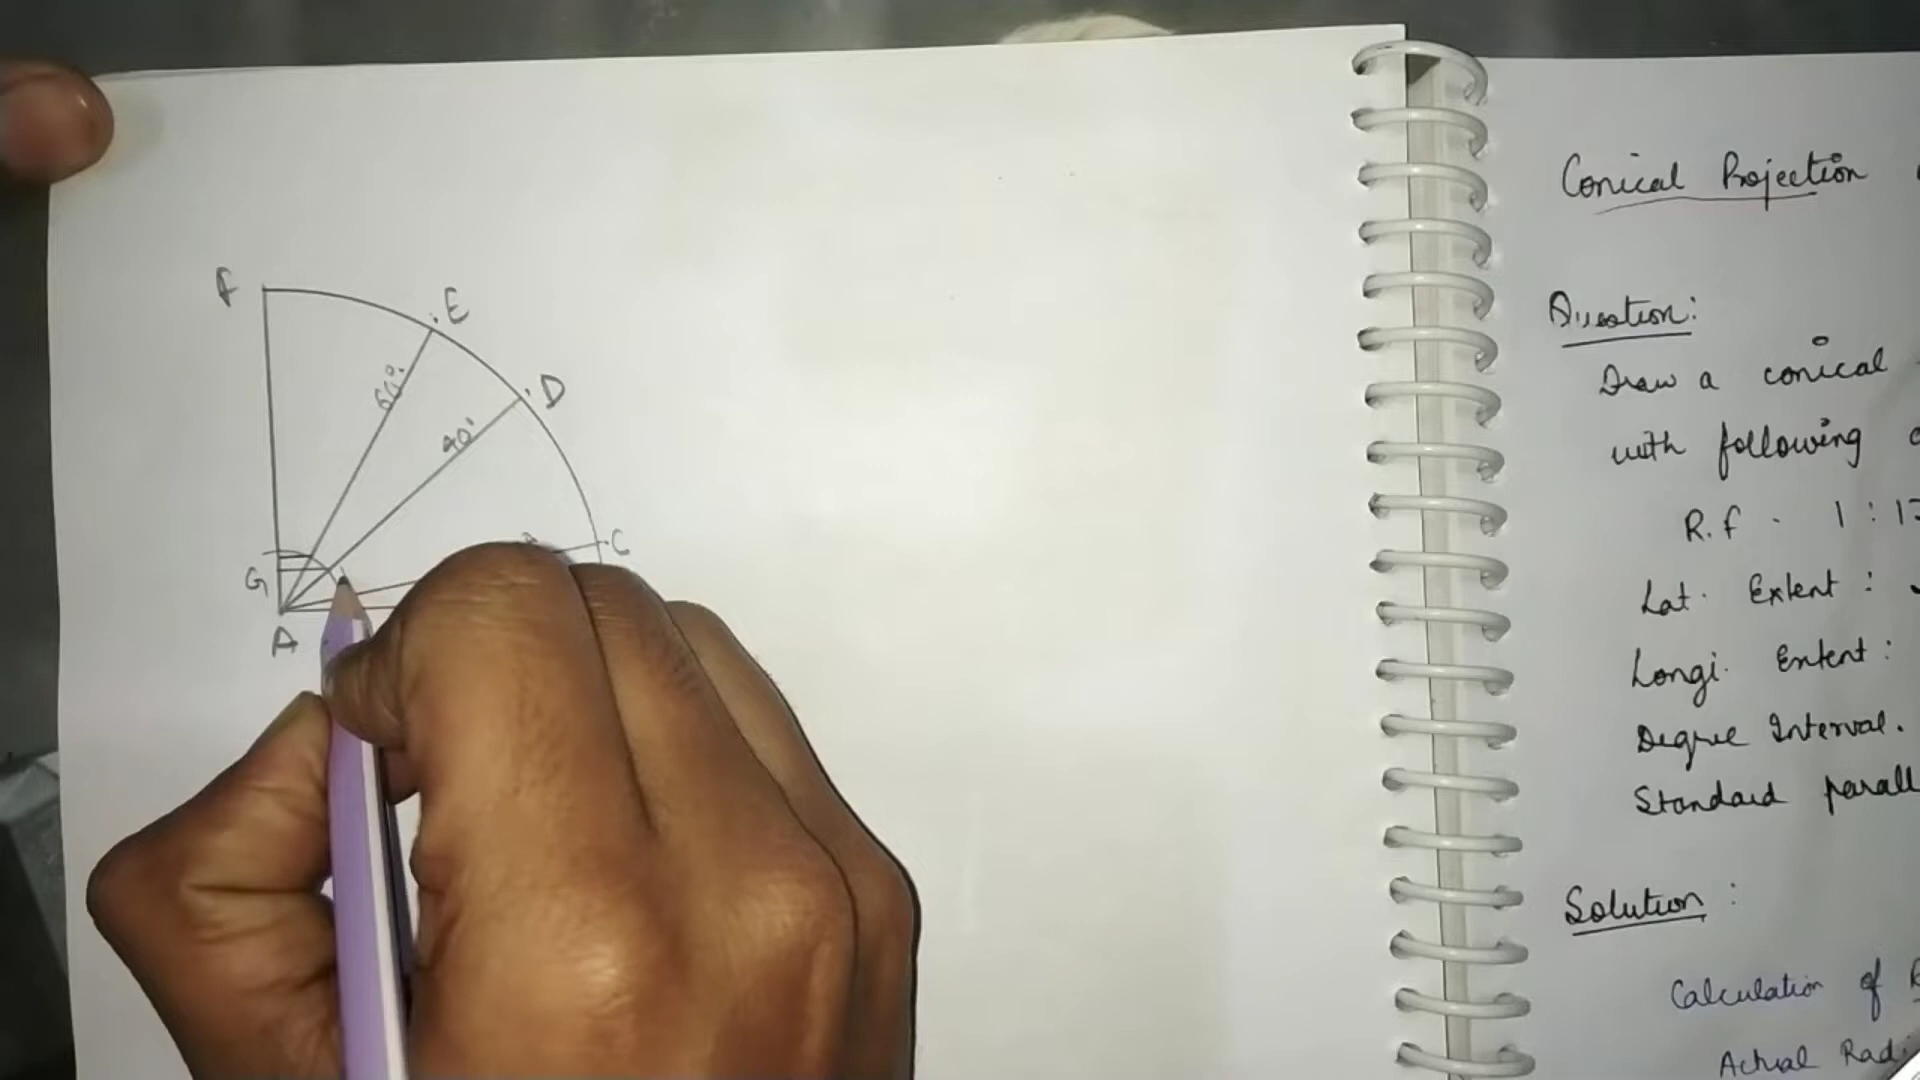 F
E
60°
D
40°
C
G
A
Conical Projection
Question:
Draw a conical
with following
R.f - 1 : 1
Lat. Extent :
Longi. Extent :
Degree Interval.
Standard parall
Solution :
Calculation of
Actual Radi